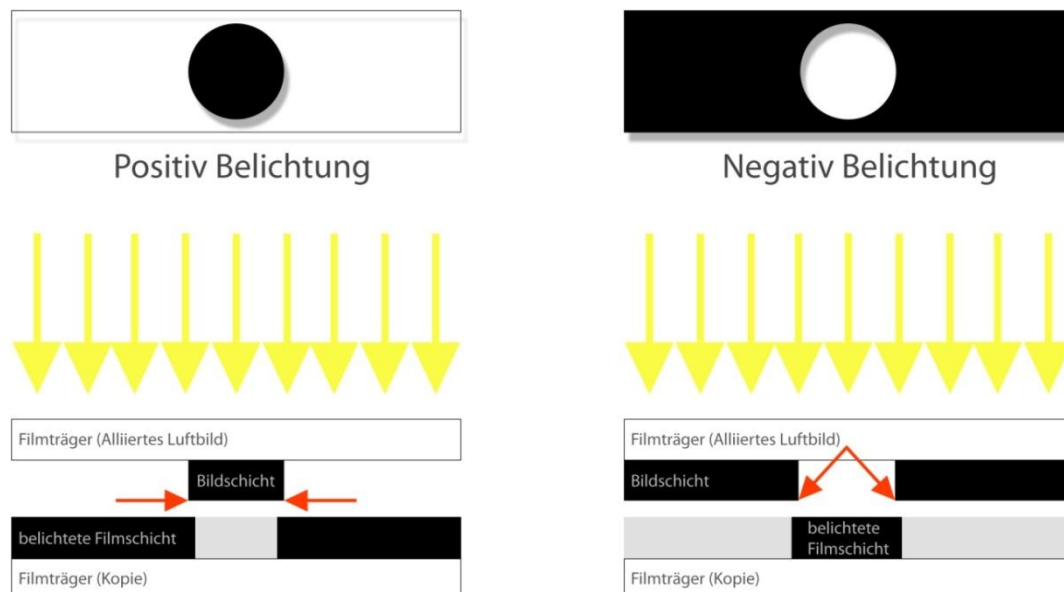 Positiv Belichtung
Filmträger (Alliiertes Luftbild)
Bildschicht
belichtete Filmschicht
Filmträger (Kopie)
Negativ Belichtung
Filmträger (Alliiertes Luftbild)
Bildschicht
belichtete
Filmschicht
Filmträger (Kopie)